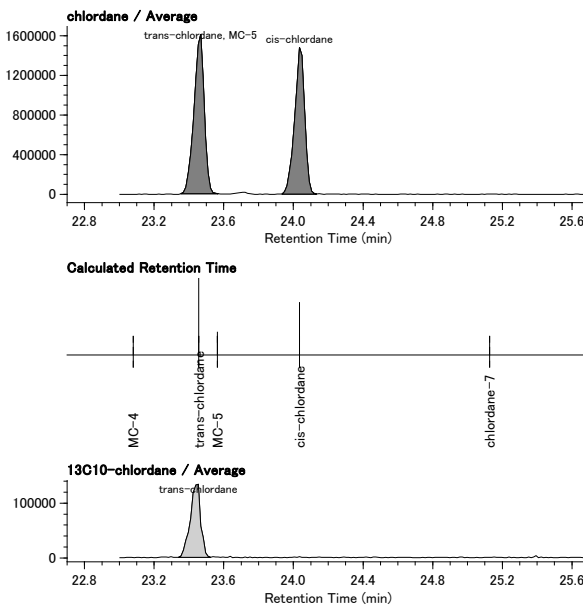 chlordane / Average
trans-chlordane, MC-5
cis-chlordane
1600000
1200000
800000
400000
0
22.8 23.2 23.6 24.0 24.4 24.8 25.2 25.6
Retention Time (min)
Calculated Retention Time
MC-4
trans-chlordane
MC-5
cis-chlordane
chlordane-7
13C10-chlordane / Average
trans-chlordane
100000
0
22.8 23.2 23.6 24.0 24.4 24.8 25.2 25.6
Retention Time (min)